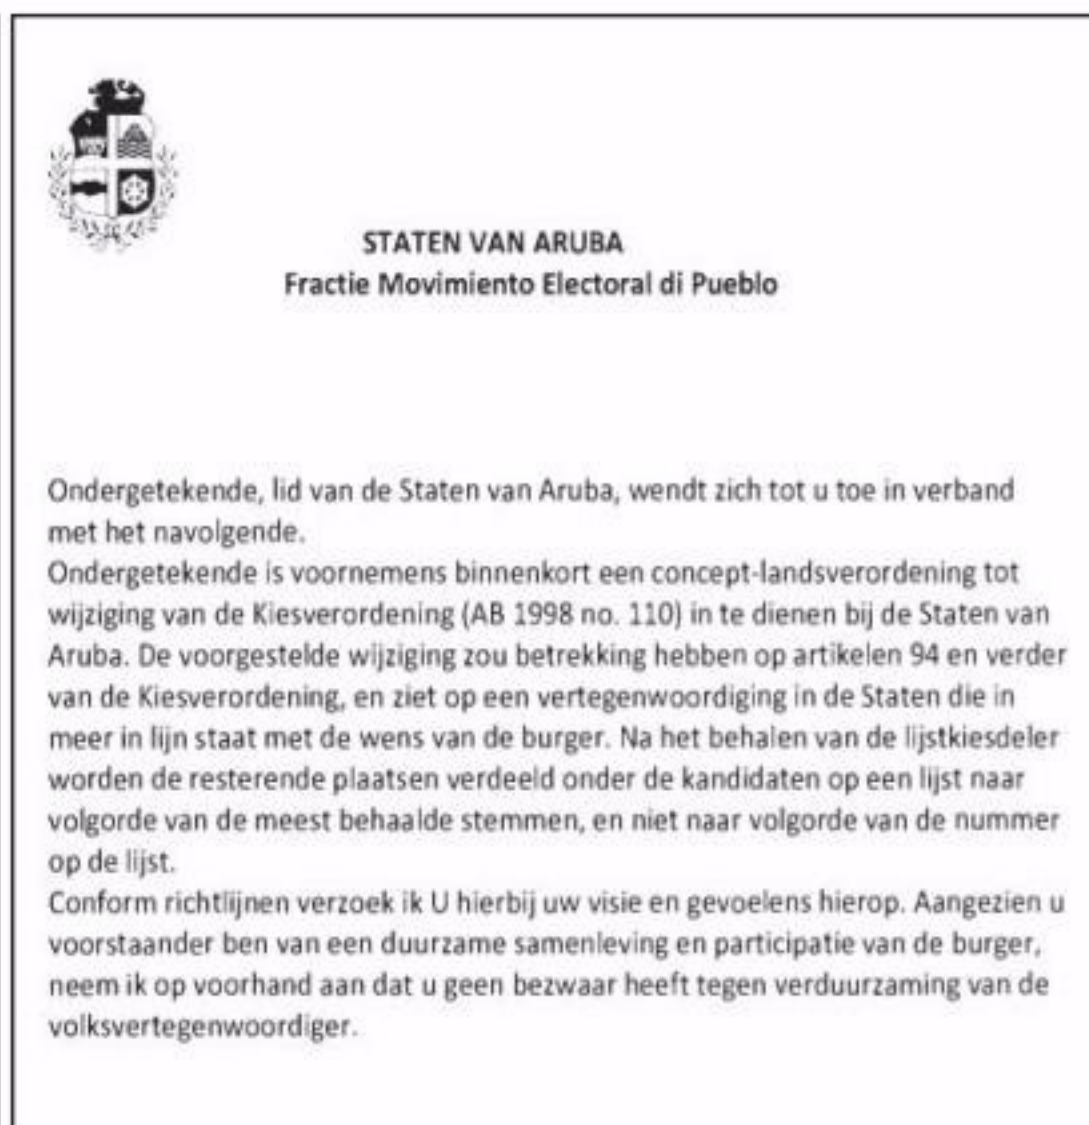 STATEN VAN ARUBA
Fractie Movimiento Electoral di Pueblo
Ondergetekende, lid van de Staten van Aruba, wendt zich tot u toe in verband
met het navolgende.
Ondergetekende is voornemens binnenkort een concept-landsverordening tot
wijziging van de Kiesverordening (AB 1998 no. 110) in te dienen bij de Staten van
Aruba. De voorgestelde wijziging zou betrekking hebben op artikelen 94 en verder
van de Kiesverordening, en ziet op een vertegenwoordiging in de Staten die in
meer in lijn staat met de wens van de burger. Na het behalen van de lijstkiesdeler
worden de resterende plaatsen verdeeld onder de kandidaten op een lijst naar
volgorde van de meest behaalde stemmen, en niet naar volgorde van de nummer
op de lijst.
Conform richtlijnen verzoek ik U hierbij uw visie en gevoelens hierop. Aangezien u
voorstaander ben van een duurzame samenleving en participatie van de burger,
neem ik op voorhand aan dat u geen bezwaar heeft tegen verduurzaming van de
volksvertegenwoordiger.